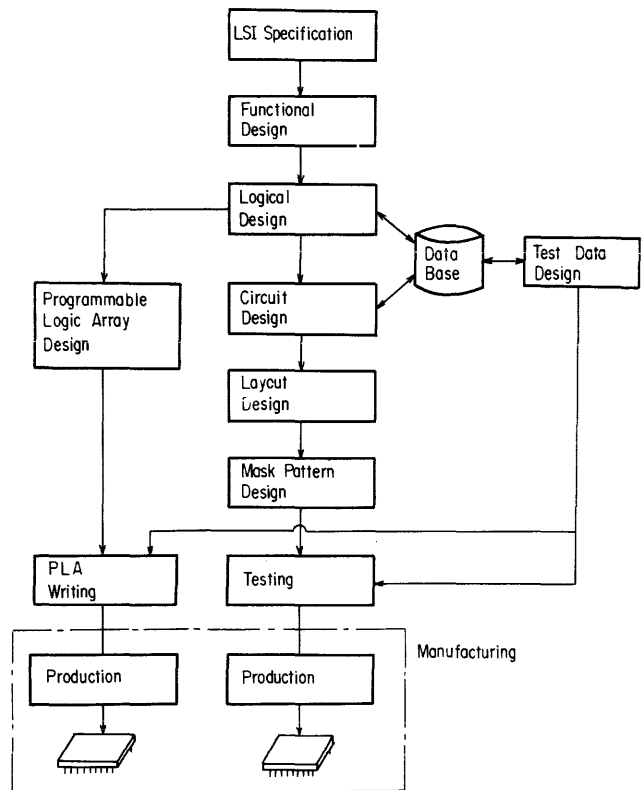 LSI Specification
Functional
Design
Logical
Design
Data
Base
Test Data
Design
Programmable
Logic Array
Design
Circuit
Design
Laycut
Design
Mask Pattern
Design
PLA
Writing
Testing
Manufacturing
Production
Production